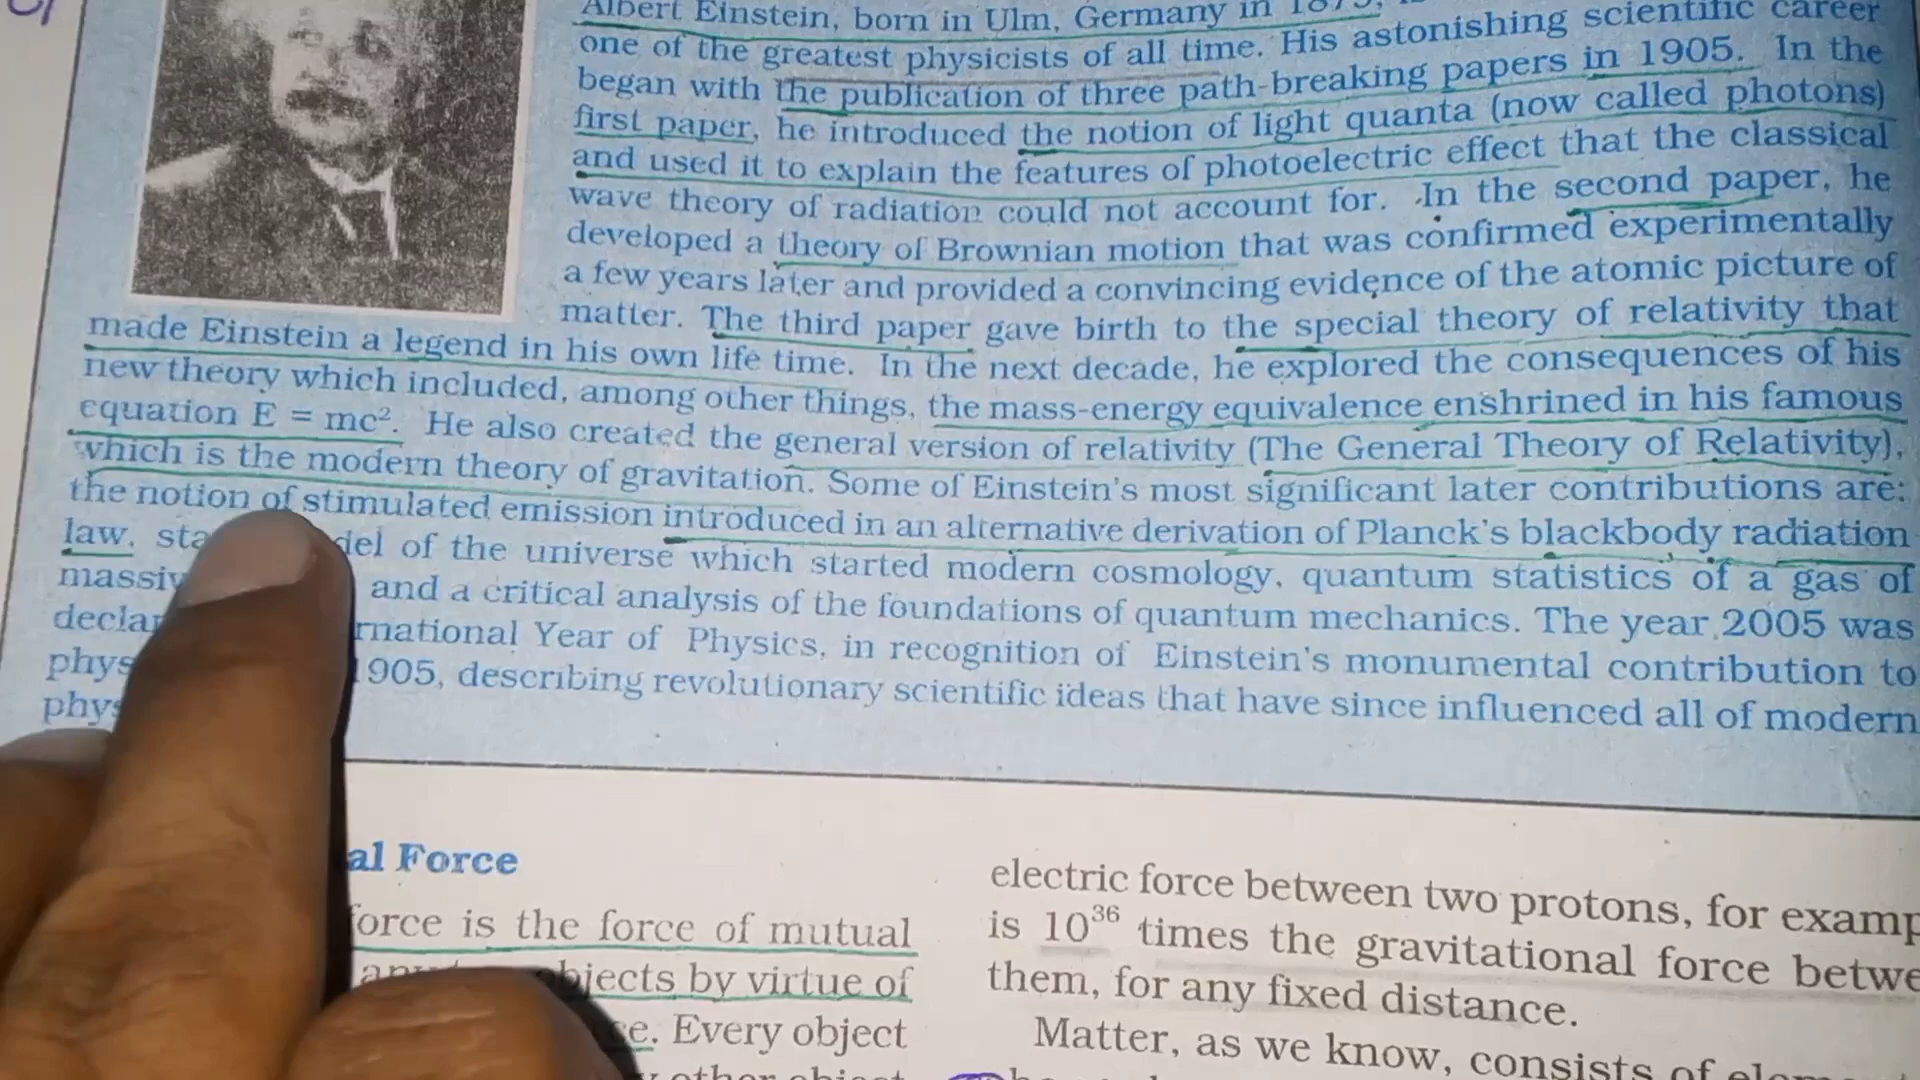 Albert Einstein, born in Ulm, Germany in
one of the greatest physicists of all time. His astonishing scientific career
began with the publication of three path-breaking papers in 1905. In the
first paper, he introduced the notion of light quanta (now called photons)
and used it to explain the features of photoelectric effect that the classical
wave theory of radiation could not account for. In the second paper, he
developed a theory of Brownian motion that was confirmed experimentally
a few years later and provided a convincing evidence of the atomic picture of
matter. The third paper gave birth to the special theory of relativity that
made Einstein a legend in his own life time. In the next decade, he explored the consequences of his
new theory which included, among other things, the mass-energy equivalence enshrined in his famous
equation E = mc². He also created the general version of relativity (The General Theory of Relativity),
which is the modern theory of gravitation. Some of Einstein's most significant later contributions are:
the notion of stimulated emission introduced in an alternative derivation of Planck's blackbody radiation
law, del of the universe which started modern cosmology, quantum statistics of a gas of
and a critical analysis of the foundations of quantum mechanics. The year 2005 was
rnational Year of Physics, in recognition of Einstein's monumental contribution to
1905, describing revolutionary scientific ideas that have since influenced all of modern
al Force
orce is the force of mutual
bjects by virtue of
Every object
other
electric force between two protons, for examp
is 10³⁶ times the gravitational force betwe
them, for any fixed distance.
Matter, as we know, consists of